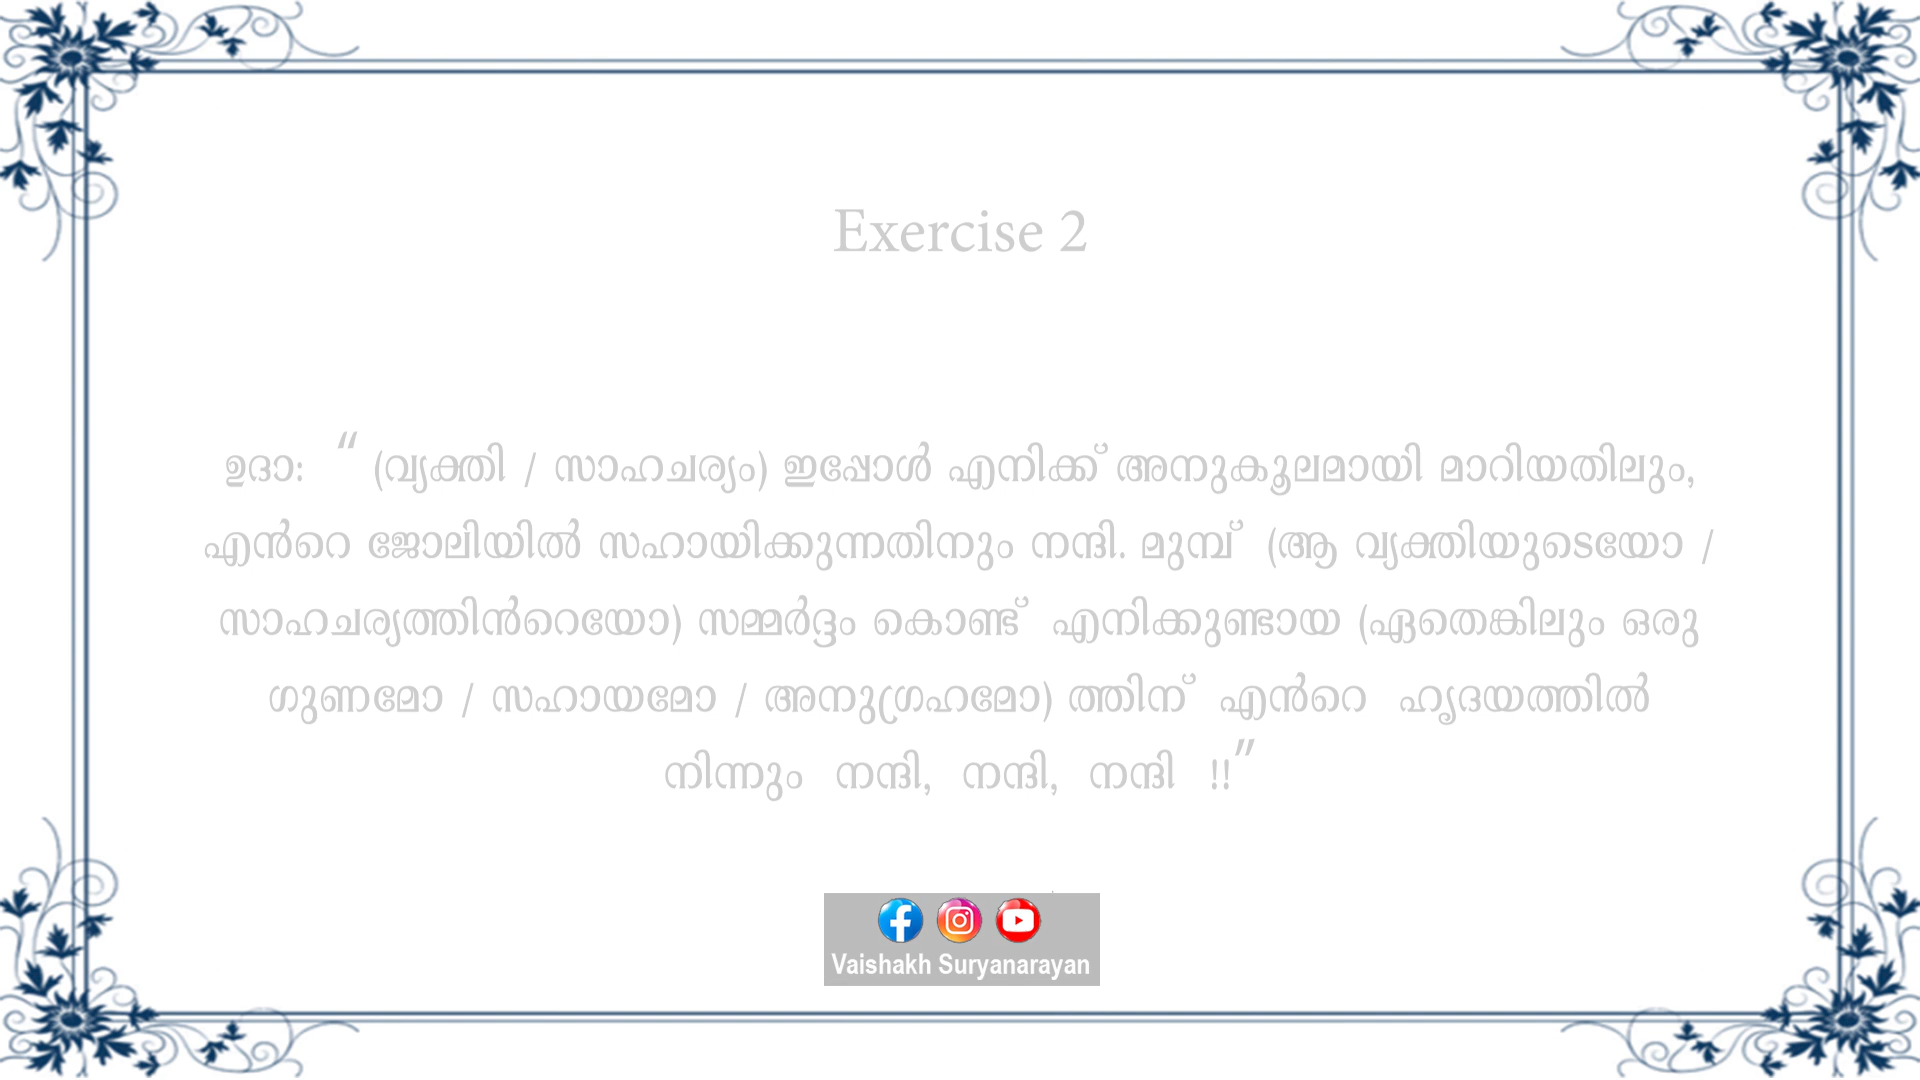 Exercise 2
ഉദാ: “ (വ്യക്തി / സാഹചര്യം) ഇപ്പോൾ എനിക്ക് അനുകൂലമായി മാറിയതിലും,
എൻറെ ജോലിയിൽ സഹായിക്കുന്നതിനും നന്ദി. മുമ്പ് (ആ വ്യക്തിയുടെയോ /
സാഹചര്യത്തിൻറെയോ) സമ്മർദ്ദം കൊണ്ട് എനിക്കുണ്ടായ (ഏതെങ്കിലും ഒരു
ഗുണമോ / സഹായമോ / അനുഗ്രഹമോ) ത്തിന് എൻറെ ഹൃദയത്തിൽ
നിന്നും നന്ദി, നന്ദി, നന്ദി !!”
Vaishakh Suryanarayan